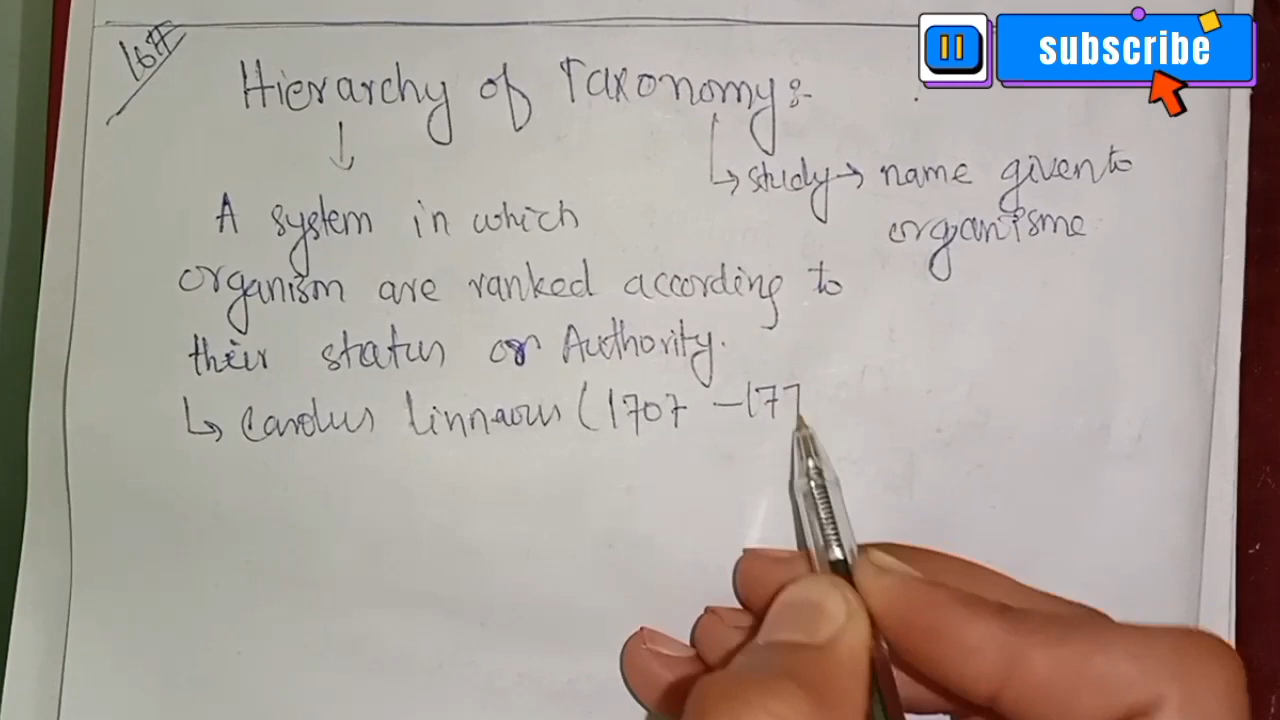 subscribe
Hierarchy of Taxonomy :-
→ study → name given to
organisme
A system in which
organism are ranked according to
their status or Authority.
↳ Carolus linnaous (1707 - 177